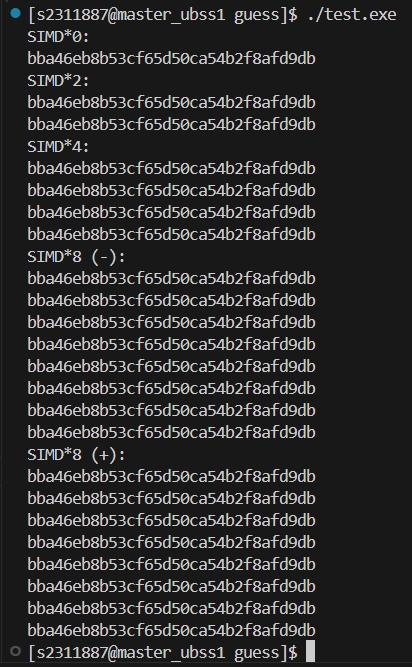 [s2311887@master_ubss1 guess]$ ./test.exe
SIMD*0:
bba46eb8b53cf65d50ca54b2f8afd9db
SIMD*2:
bba46eb8b53cf65d50ca54b2f8afd9db
bba46eb8b53cf65d50ca54b2f8afd9db
SIMD*4:
bba46eb8b53cf65d50ca54b2f8afd9db
bba46eb8b53cf65d50ca54b2f8afd9db
bba46eb8b53cf65d50ca54b2f8afd9db
bba46eb8b53cf65d50ca54b2f8afd9db
SIMD*8 (-):
bba46eb8b53cf65d50ca54b2f8afd9db
bba46eb8b53cf65d50ca54b2f8afd9db
bba46eb8b53cf65d50ca54b2f8afd9db
bba46eb8b53cf65d50ca54b2f8afd9db
bba46eb8b53cf65d50ca54b2f8afd9db
bba46eb8b53cf65d50ca54b2f8afd9db
bba46eb8b53cf65d50ca54b2f8afd9db
bba46eb8b53cf65d50ca54b2f8afd9db
SIMD*8 (+):
bba46eb8b53cf65d50ca54b2f8afd9db
bba46eb8b53cf65d50ca54b2f8afd9db
bba46eb8b53cf65d50ca54b2f8afd9db
bba46eb8b53cf65d50ca54b2f8afd9db
bba46eb8b53cf65d50ca54b2f8afd9db
bba46eb8b53cf65d50ca54b2f8afd9db
bba46eb8b53cf65d50ca54b2f8afd9db
bba46eb8b53cf65d50ca54b2f8afd9db
[s2311887@master_ubss1 guess]$